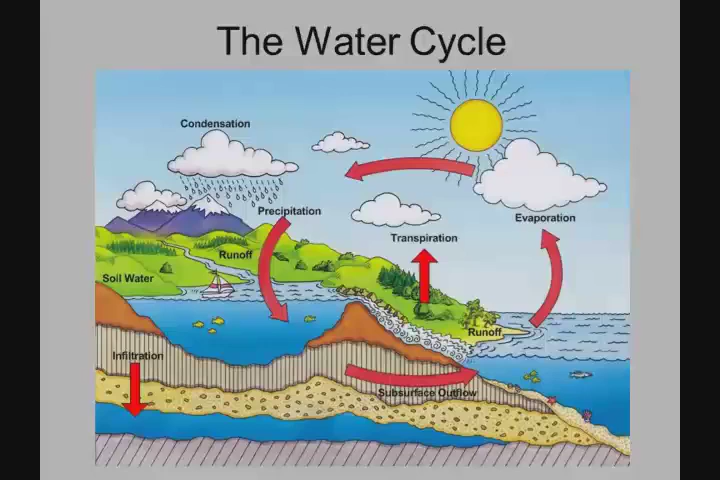 The Water Cycle
Condensation
Precipitation
Evaporation
Transpiration
Runoff
Soil Water
Runoff
Infiltration
Subsurface Outflow